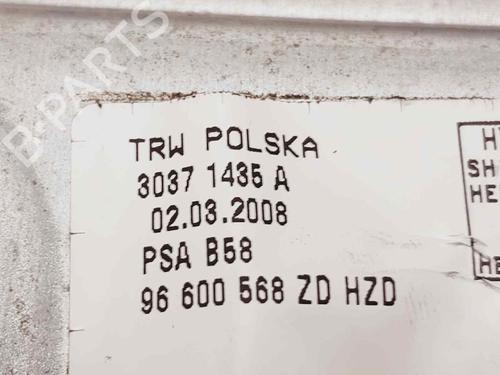 B-PARTS
TRW POLSKA
3037 1435 A
02.03.2008
PSA B58
96 600 568 ZD HZD